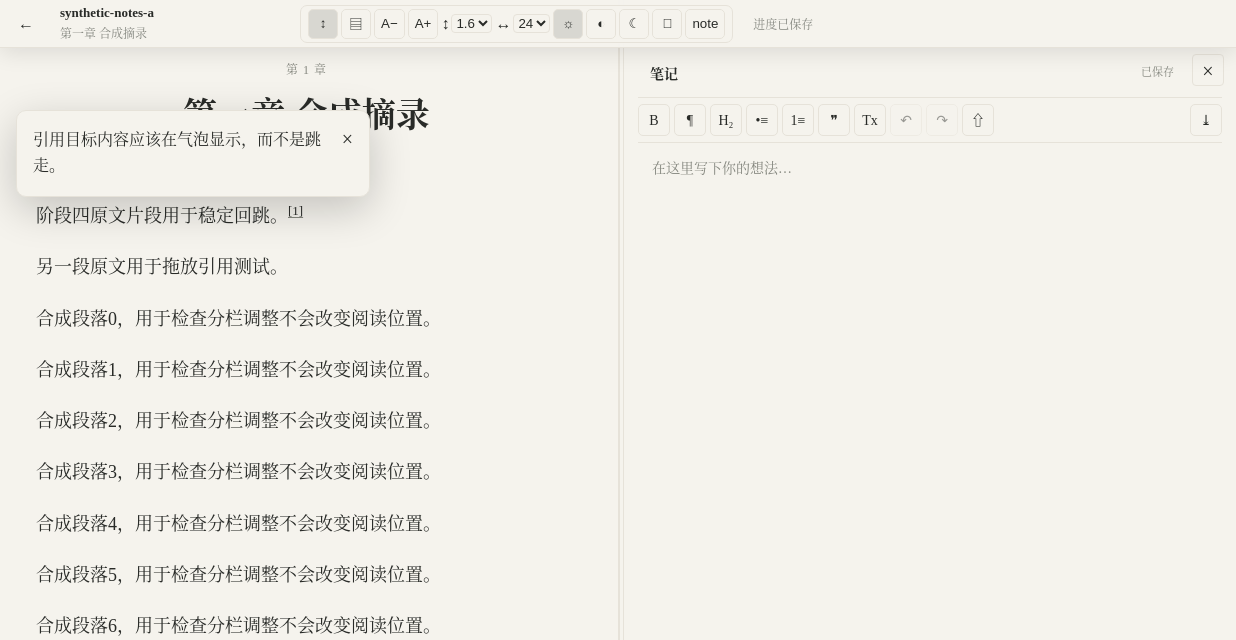 ←
synthetic-notes-a
第一章 合成摘录
↕ ▤ A− A+ ↕ 1.6 ↔ 24 ☼ ◐ ☾ □ note
进度已保存
第 1 章
第一章 合成摘录
引用目标内容应该在气泡显示，而不是跳
走。
×
阶段四原文片段用于稳定回跳。[1]
另一段原文用于拖放引用测试。
合成段落0，用于检查分栏调整不会改变阅读位置。
合成段落1，用于检查分栏调整不会改变阅读位置。
合成段落2，用于检查分栏调整不会改变阅读位置。
合成段落3，用于检查分栏调整不会改变阅读位置。
合成段落4，用于检查分栏调整不会改变阅读位置。
合成段落5，用于检查分栏调整不会改变阅读位置。
合成段落6，用于检查分栏调整不会改变阅读位置。
笔记
已保存
×
B ¶ H₂ •≡ 1≡ ❞ Tx ↶ ↷ ⇧ ⤓
在这里写下你的想法…